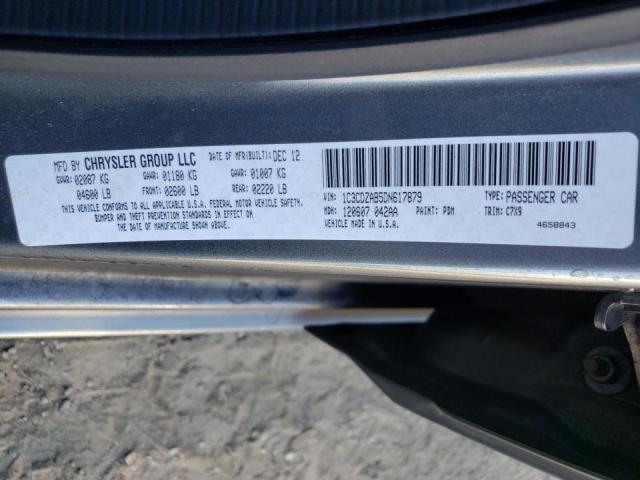 MFD BY CHRYSLER GROUP LLC DATE OF MFR(BUILT): DEC 12
GVWR: 02087 KG GAWR: 01180 KG GAWR: 01007 KG
04600 LB FRONT: 02600 LB REAR: 02220 LB
THIS VEHICLE CONFORMS TO ALL APPLICABLE FEDERAL MOTOR VEHICLE SAFETY,
BUMPER AND THEFT PREVENTION STANDARDS IN EFFECT ON
THE DATE OF MANUFACTURE SHOWN ABOVE.
VIN: 1C3CDZAB5DN617879 TYPE: PASSENGER CAR
MDH: 120607 042AA PAINT: PDM TRIM: C7X9
VEHICLE MADE IN U.S.A. 4658843